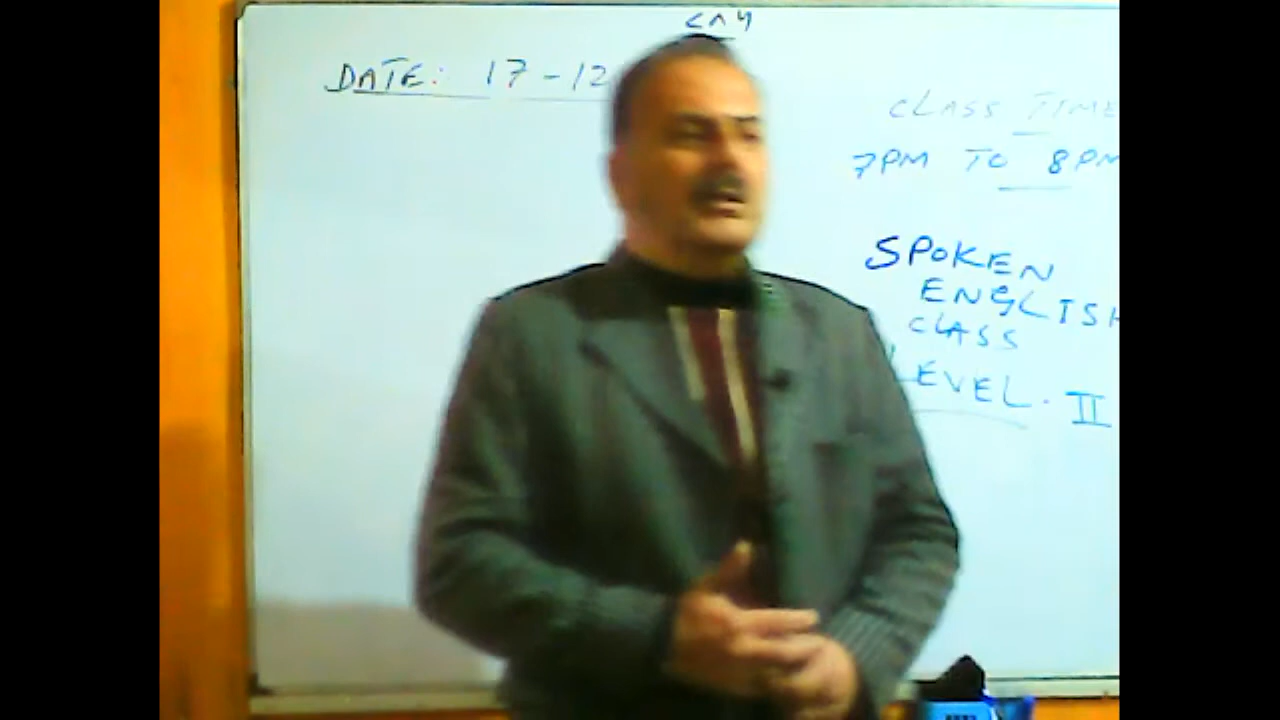 DATE: 17-12
CLASS TIME
7PM TO 8PM
SPOKEN
ENGLISH
CLASS
LEVEL. II